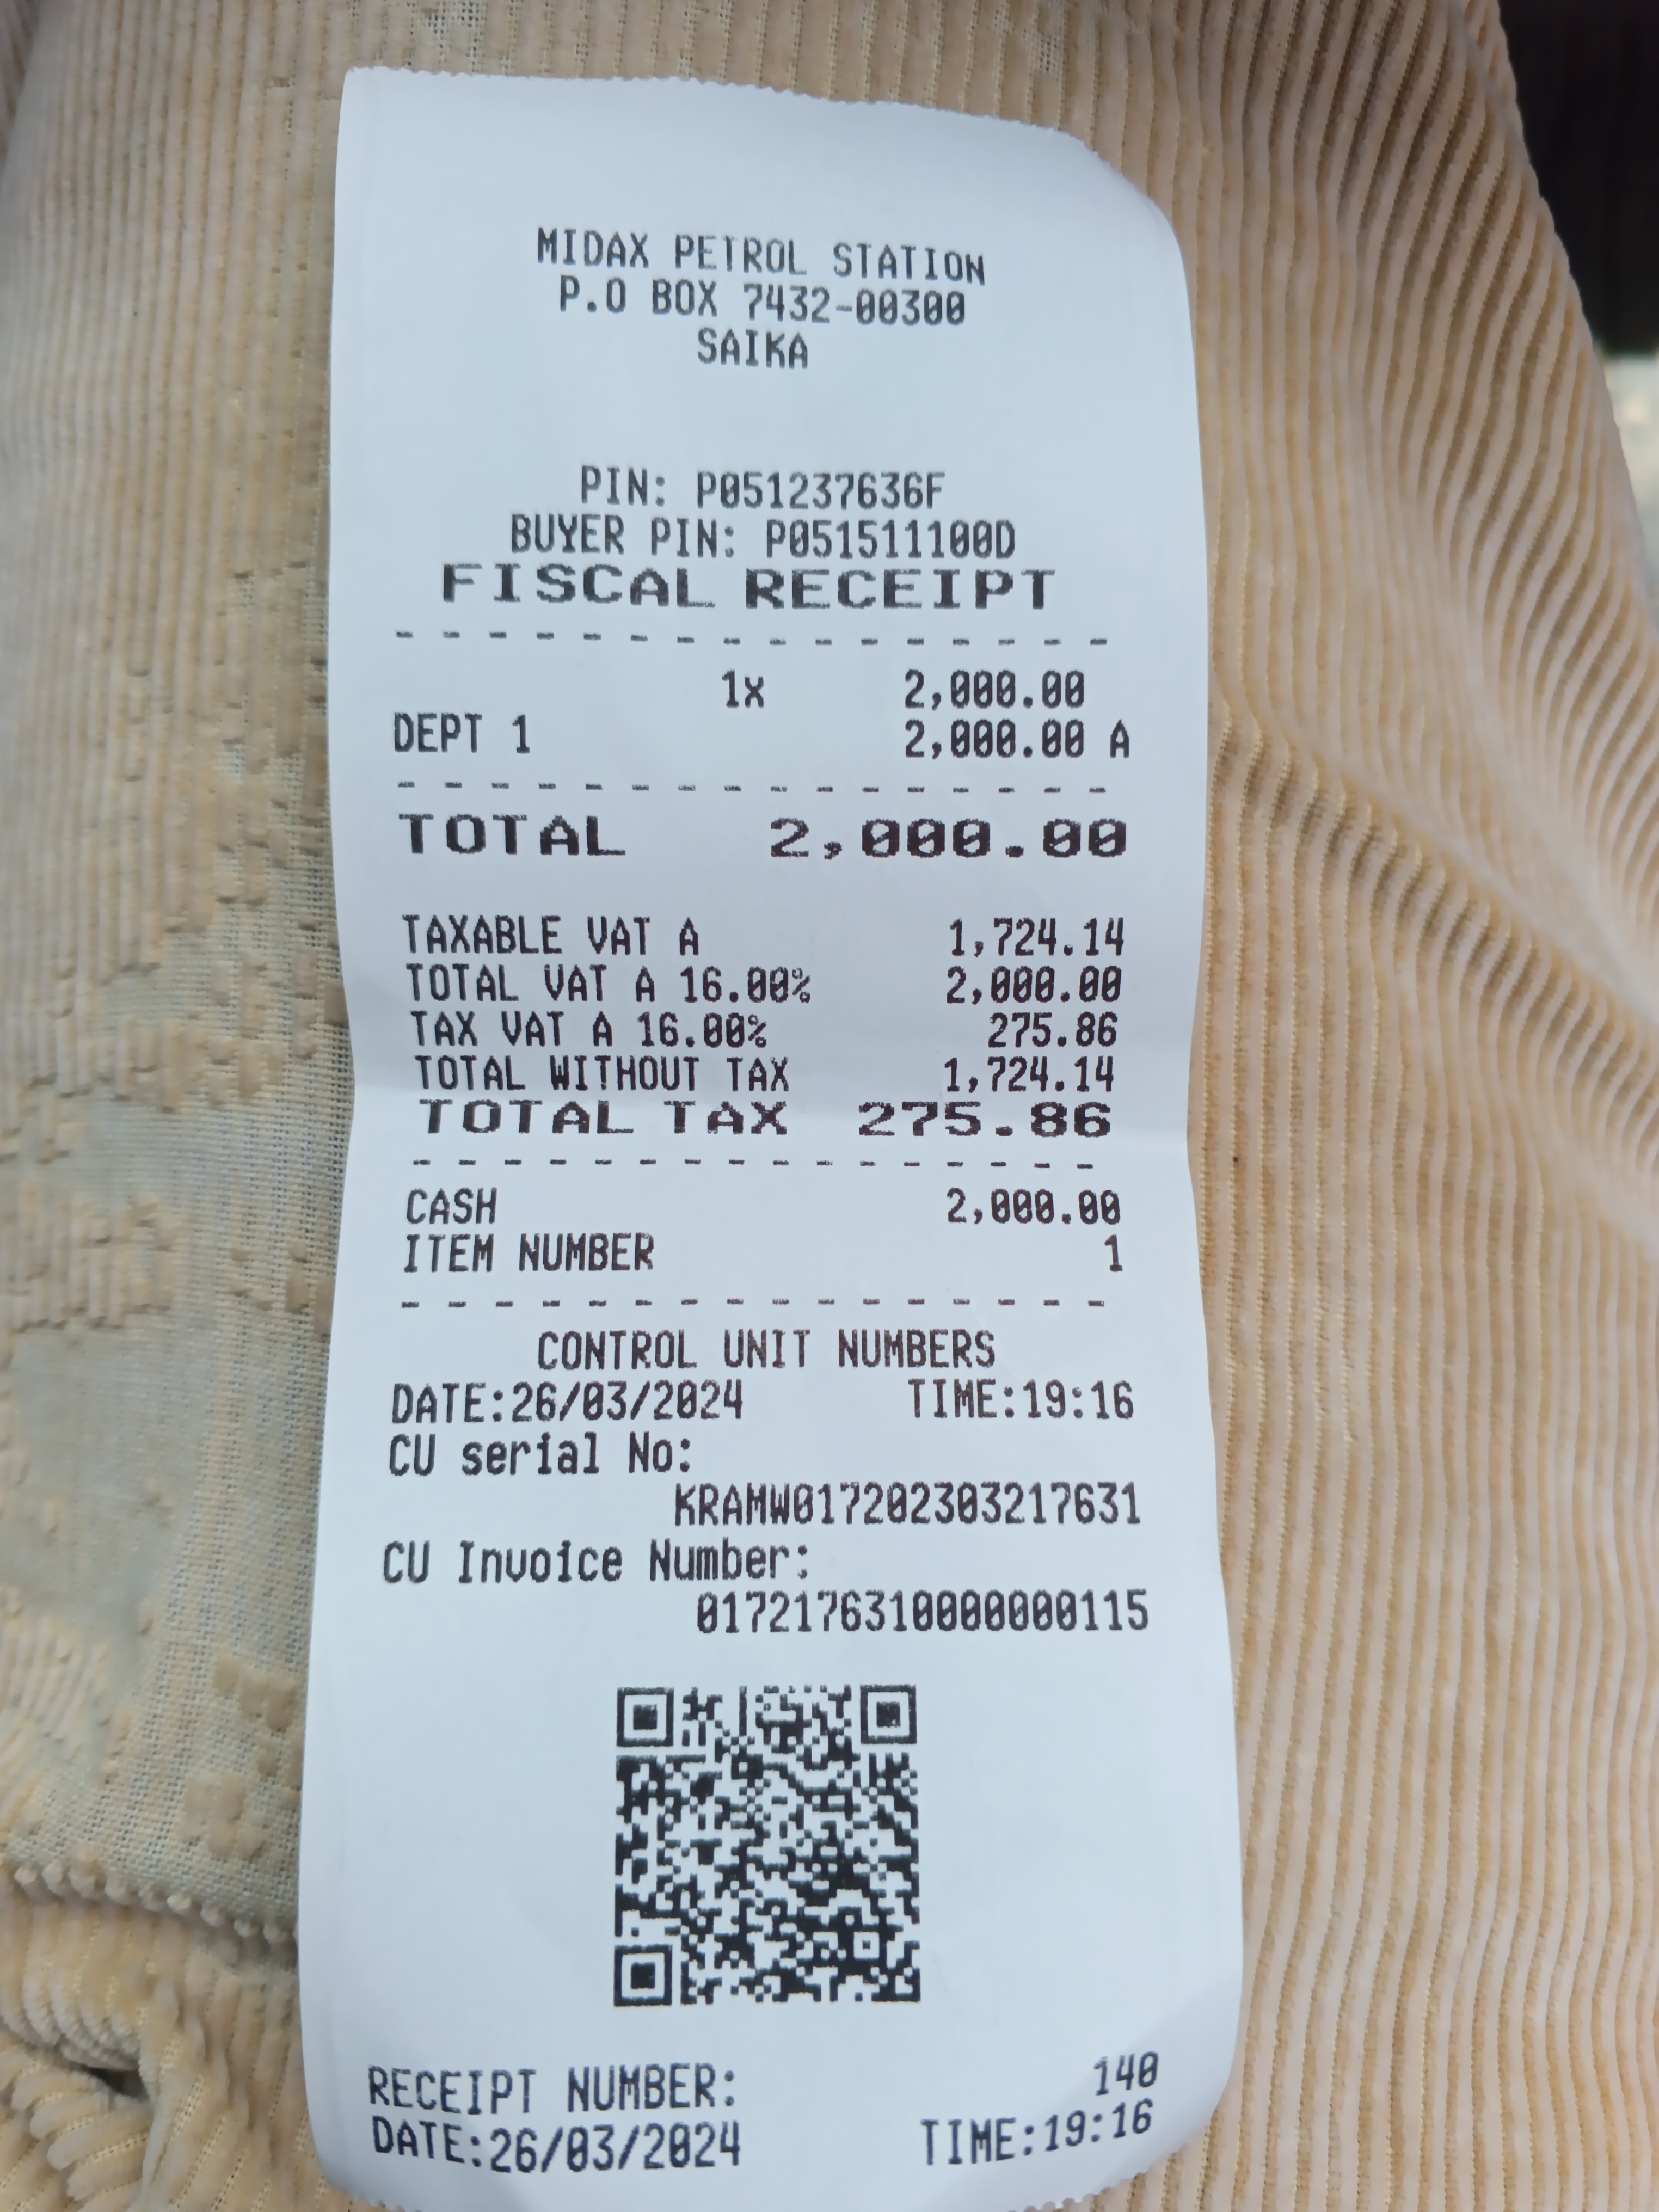 MIDAX PETROL STATION
P.O BOX 7432-00300
SAIKA
PIN: P051237636F
BUYER PIN: P051511100D
FISCAL RECEIPT
1x 2,000.00
DEPT 1 2,000.00 A
TOTAL 2,000.00
TAXABLE VAT A 1,724.14
TOTAL VAT A 16.00% 2,000.00
TAX VAT A 16.00% 275.86
TOTAL WITHOUT TAX 1,724.14
TOTAL TAX 275.86
CASH 2,000.00
ITEM NUMBER 1
CONTROL UNIT NUMBERS
DATE:26/03/2024 TIME:19:16
CU serial No:
KRAMW017202303217631
CU Invoice Number:
0172176310000000115
RECEIPT NUMBER: 140
DATE:26/03/2024 TIME:19:16